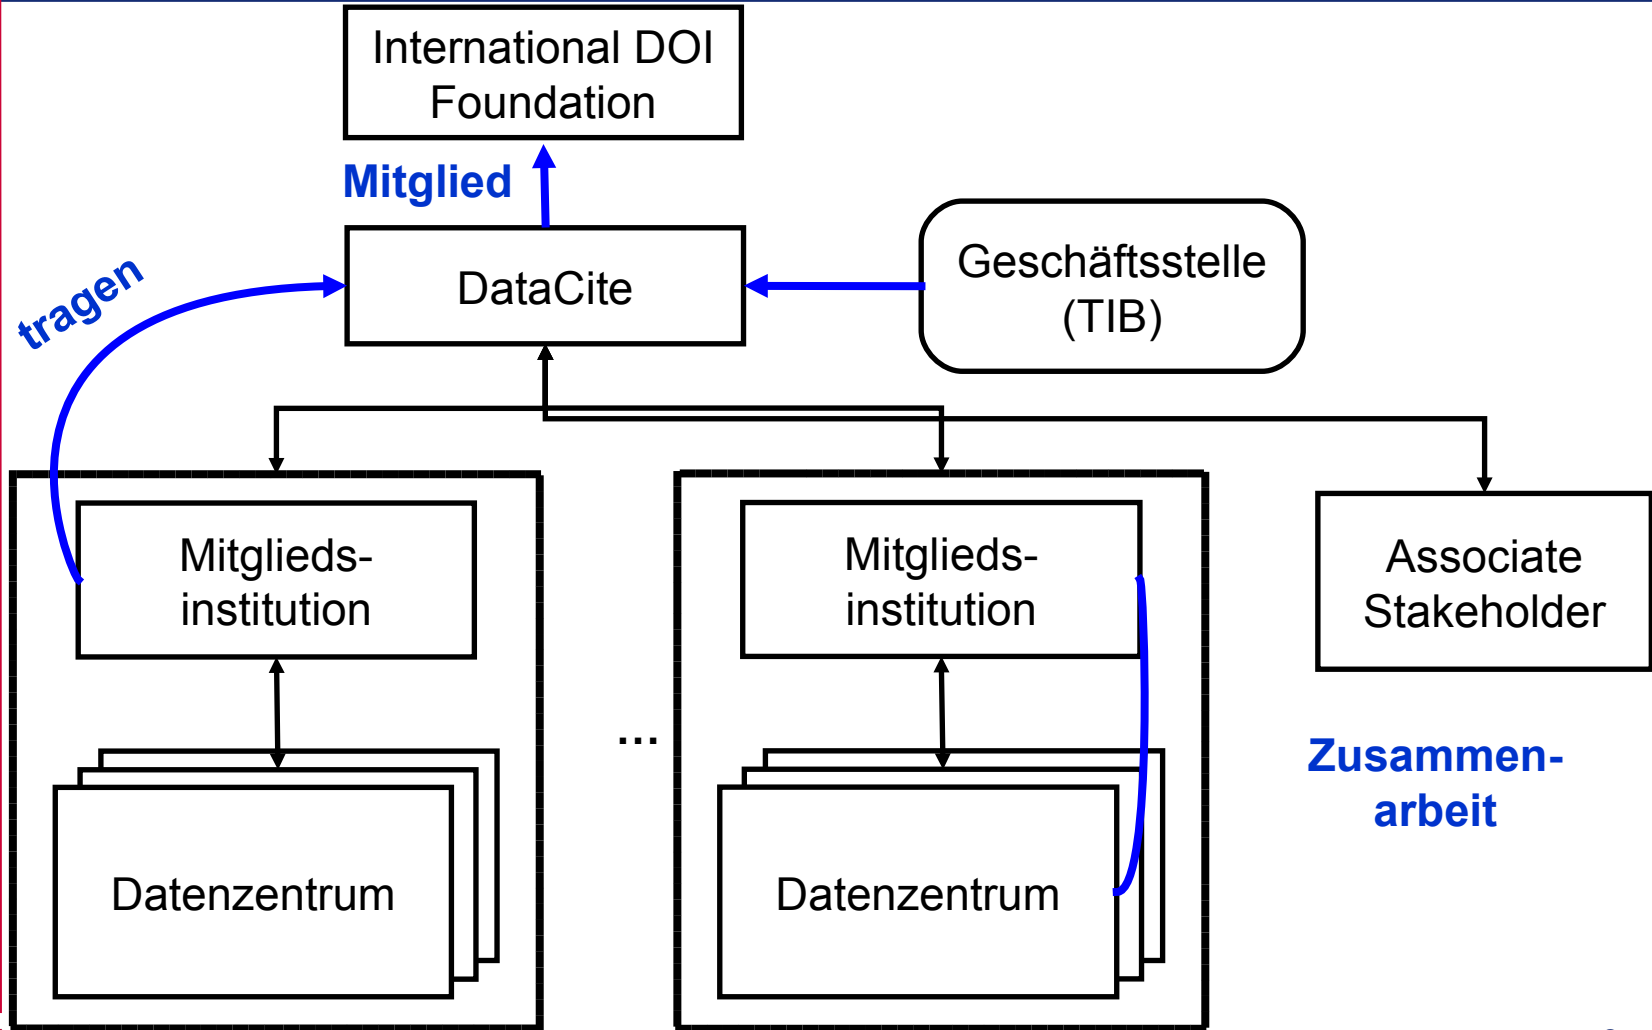 International DOI
Foundation
Mitglied
tragen
DataCite
Geschäftsstelle
(TIB)
Mitglieds-
institution
Mitglieds-
institution
Associate
Stakeholder
...
Zusammen-
arbeit
Datenzentrum
Datenzentrum